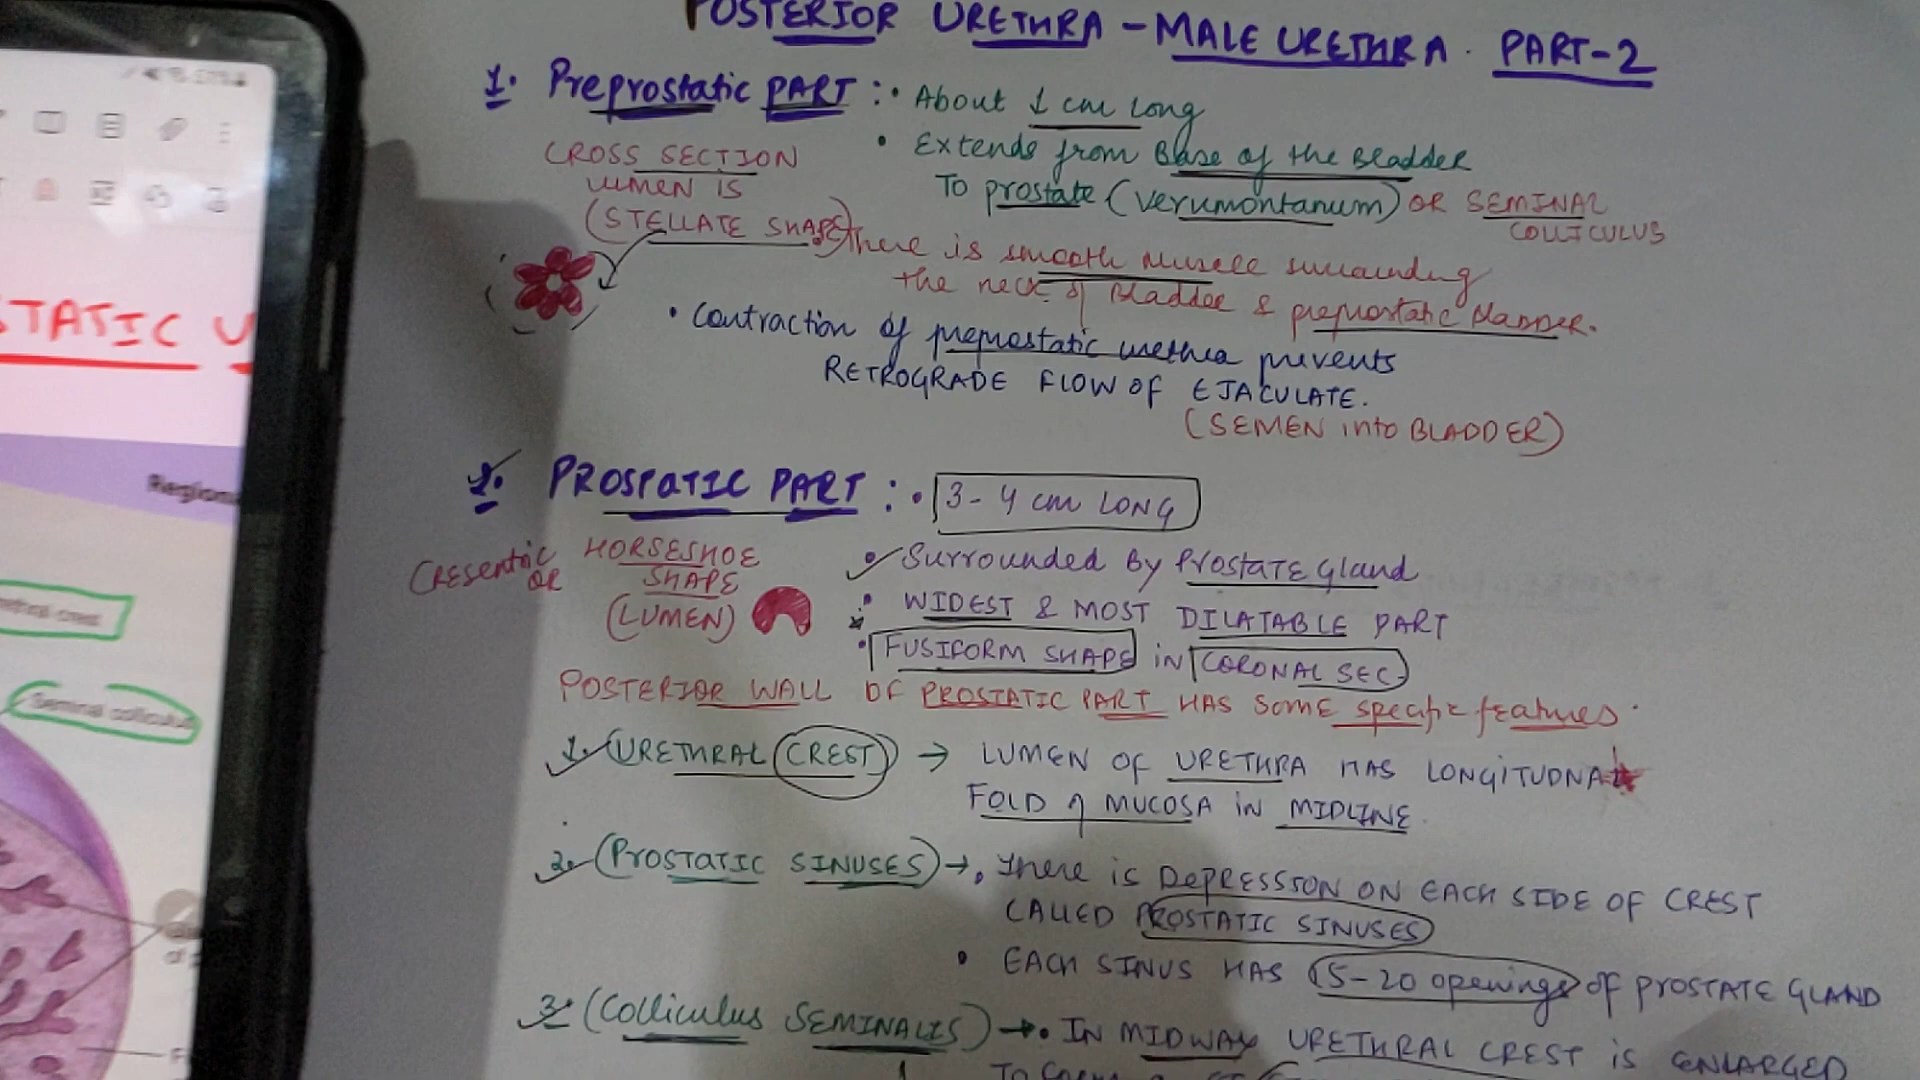 POSTERIOR URETHRA - MALE URETHRA. PART-2
1. Preprostatic PART : • About 1 cm Long
CROSS SECTION
LUMEN IS
(STELLATE SHAPE)
• Extends from Base of the Bladder
To prostate (Verumontanum) OR SEMINAL
COLLICULUS
There is smooth muscle surrounding
the neck of Bladder & preprostatic bladder.
• Contraction of preprostatic urethra prevents
RETROGRADE FLOW OF EJACULATE.
(SEMEN into BLADDER)
2. PROSTATIC PART : • 3-4 cm LONG
Cresentic OR HORSESHOE
SHAPE
(LUMEN)
• Surrounded By Prostate Gland
• WIDEST & MOST DILATABLE PART
• FUSIFORM SHAPE in CORONAL SEC
POSTERIOR WALL OF PROSTATIC PART HAS SOME specific features.
1. (URETHRAL CREST) → LUMEN OF URETHRA HAS LONGITUDNAL
FOLD of MUCOSA IN MIDLINE.
2. (PROSTATIC SINUSES) → • There is DEPRESSION ON EACH SIDE OF CREST
CALLED PROSTATIC SINUSES
• EACH SINUS HAS 15-20 openings of PROSTATE GLAND
3. (Colliculus SEMINALIS) → • IN MIDWAY URETHRAL CREST IS ENLARGED
STATIC U
Region
crest
Seminal colliculus